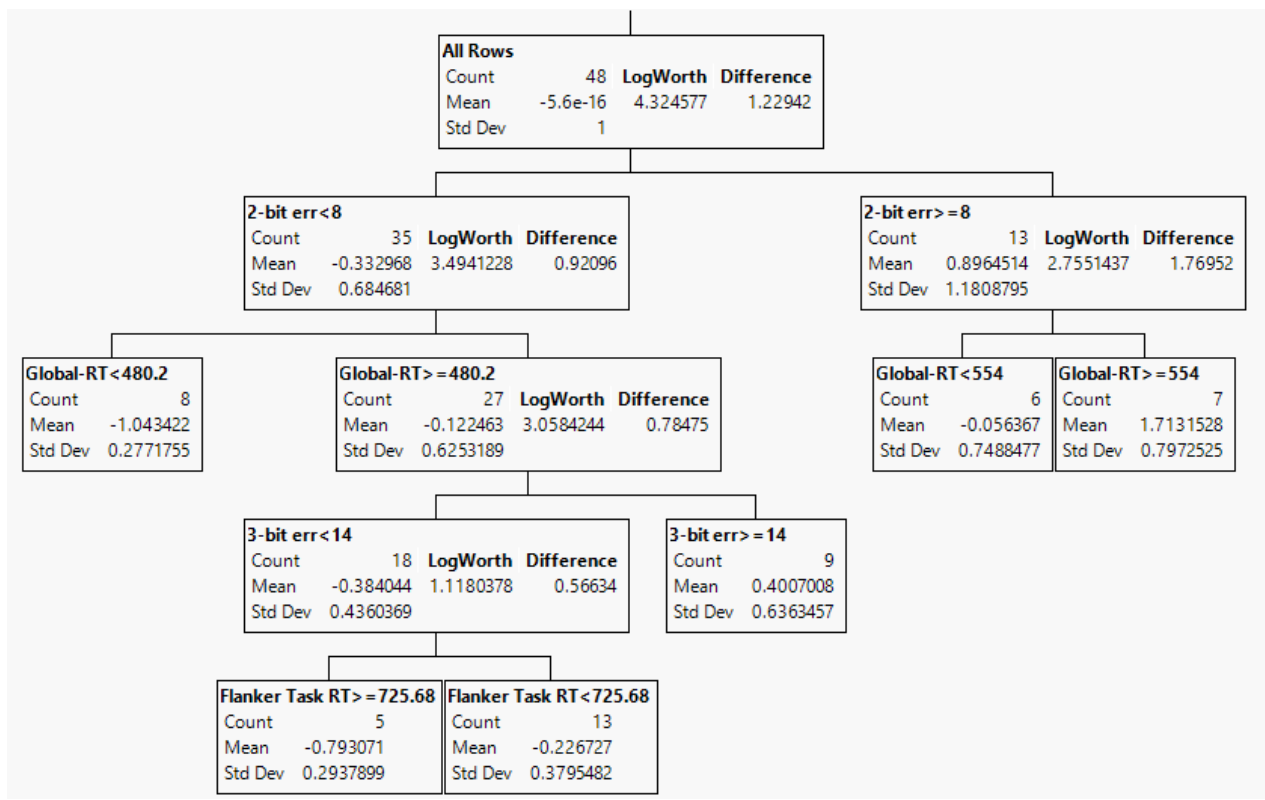 All Rows
Count 48 LogWorth Difference
Mean -5.6e-16 4.324577 1.22942
Std Dev 1
2-bit err<8
Count 35 LogWorth Difference
Mean -0.332968 3.4941228 0.92096
Std Dev 0.684681
2-bit err>=8
Count 13 LogWorth Difference
Mean 0.8964514 2.7551437 1.76952
Std Dev 1.1808795
Global-RT<480.2
Count 8
Mean -1.043422
Std Dev 0.2771755
Global-RT>=480.2
Count 27 LogWorth Difference
Mean -0.122463 3.0584244 0.78475
Std Dev 0.6253189
Global-RT<554
Count 6
Mean -0.056367
Std Dev 0.7488477
Global-RT>=554
Count 7
Mean 1.7131528
Std Dev 0.7972525
3-bit err<14
Count 18 LogWorth Difference
Mean -0.384044 1.1180378 0.56634
Std Dev 0.4360369
3-bit err>=14
Count 9
Mean 0.4007008
Std Dev 0.6363457
Flanker Task RT>=725.68
Count 5
Mean -0.793071
Std Dev 0.2937899
Flanker Task RT<725.68
Count 13
Mean -0.226727
Std Dev 0.3795482